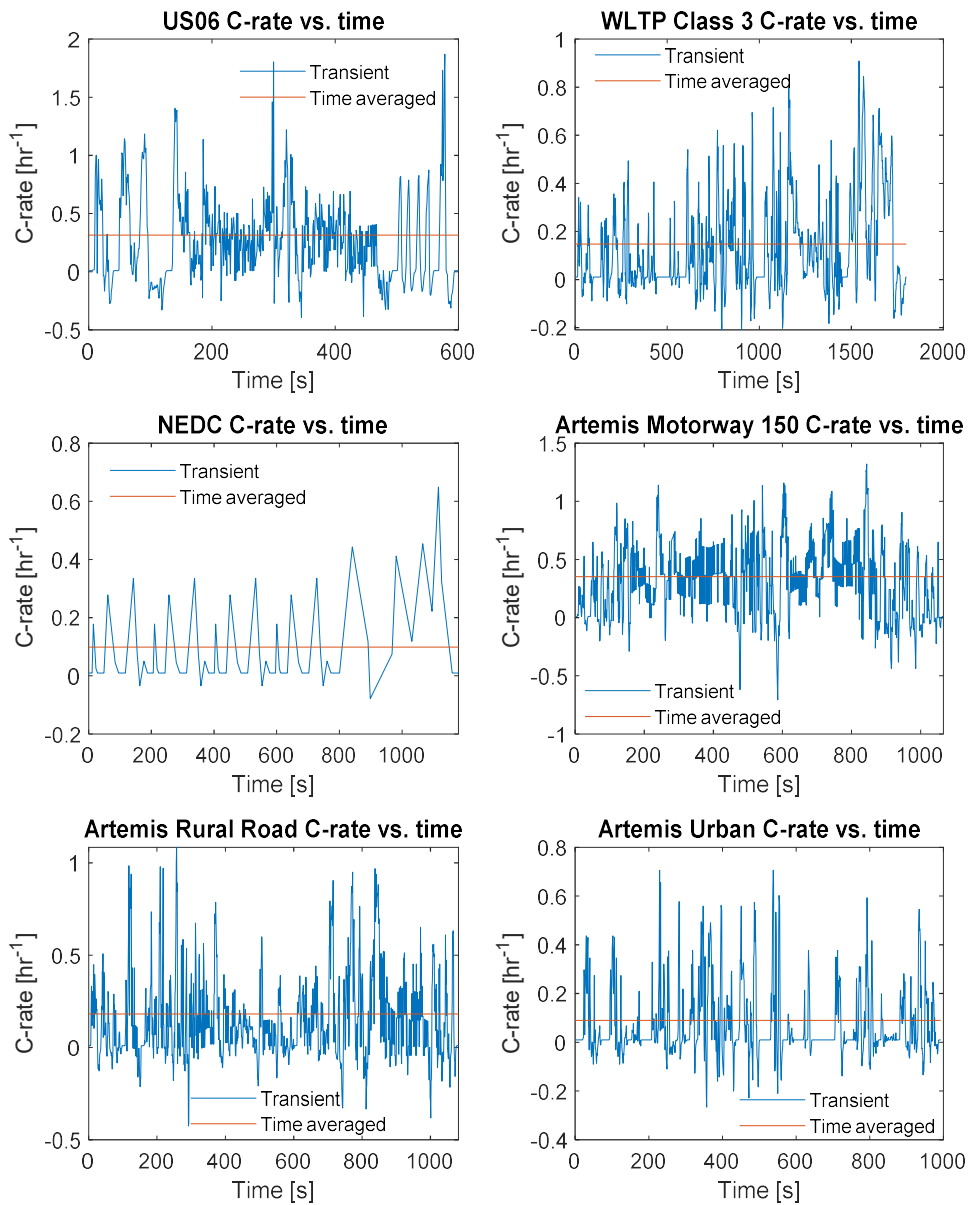 US06 C-rate vs. time
2
1.5
1
0.5
0
-0.5
C-rate [hr-1]
Transient
Time averaged
0 200 400 600
Time [s]
WLTP Class 3 C-rate vs. time
1
0.8
0.6
0.4
0.2
0
-0.2
C-rate [hr-1]
Transient
Time averaged
0 500 1000 1500 2000
Time [s]
NEDC C-rate vs. time
0.8
0.6
0.4
0.2
0
-0.2
C-rate [hr-1]
Transient
Time averaged
0 200 400 600 800 1000
Time [s]
Artemis Motorway 150 C-rate vs. time
1.5
1
0.5
0
-0.5
-1
C-rate [hr-1]
Transient
Time averaged
0 200 400 600 800 1000
Time [s]
Artemis Rural Road C-rate vs. time
1
0.5
0
-0.5
C-rate [hr-1]
Transient
Time averaged
0 200 400 600 800 1000
Time [s]
Artemis Urban C-rate vs. time
0.8
0.6
0.4
0.2
0
-0.2
-0.4
C-rate [hr-1]
Transient
Time averaged
0 200 400 600 800 1000
Time [s]